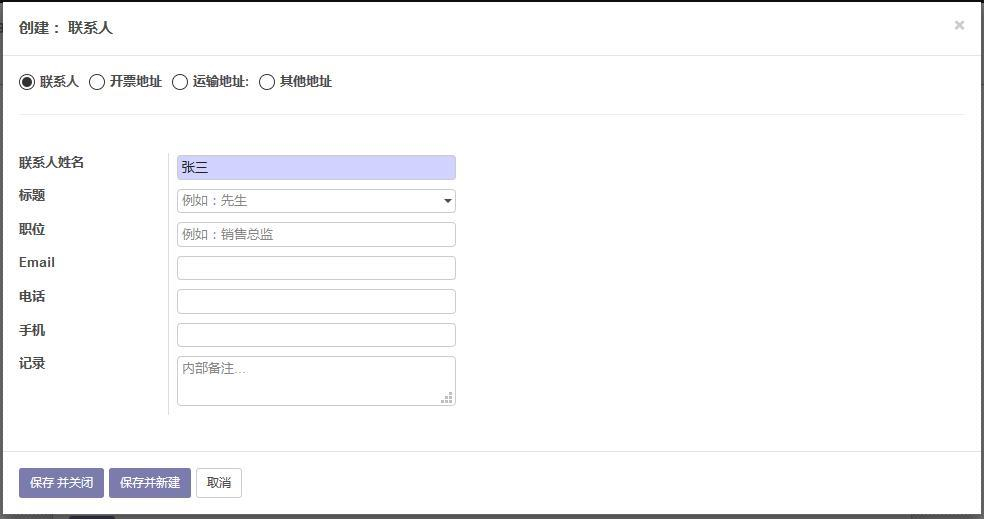 创建： 联系人
联系人 开票地址 运输地址: 其他地址
联系人姓名 张三
标题 例如：先生
职位 例如：销售总监
Email
电话
手机
记录 内部备注...
保存 并关闭 保存并新建 取消